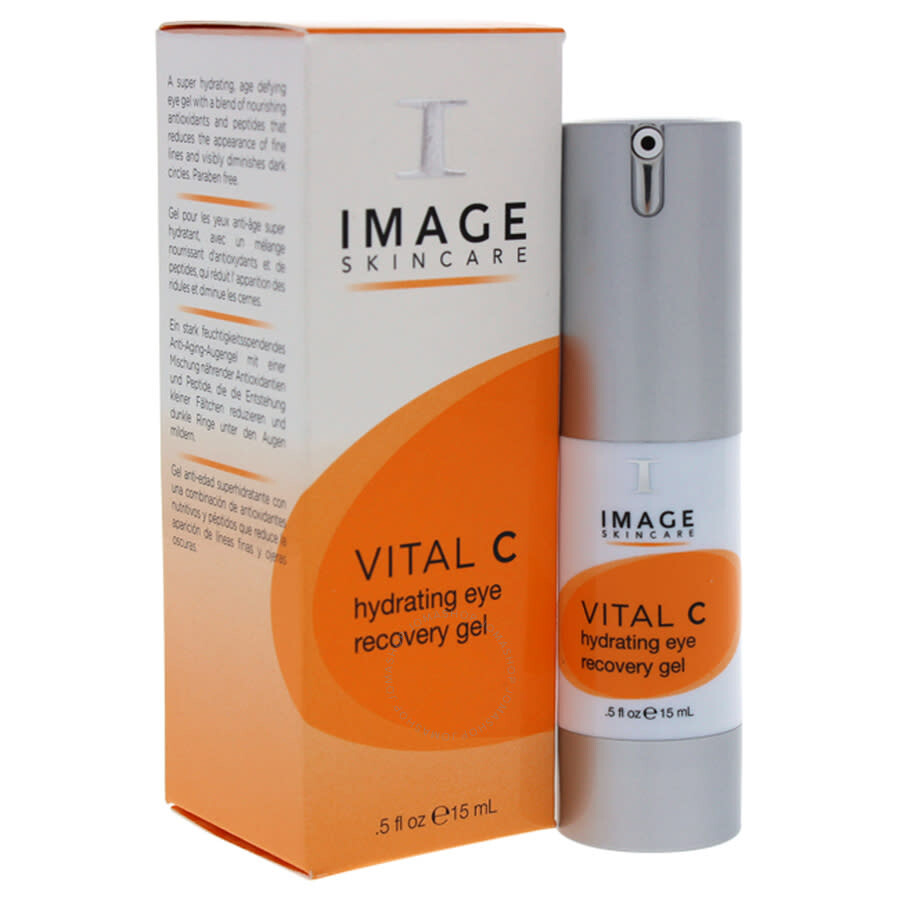 A super hydrating, age defying
eye gel with a blend of nourishing
antioxidants and peptides that
reduces the appearance of fine
lines and visibly diminishes dark
circles. Paraben free.
Gel pour les yeux anti-âge super
hydratant, avec un mélange
nourrissant d'antioxydants et de
peptides, qui réduit l' apparition des
ridules et diminue les cernes.
Ein stark feuchtigkeitsspendendes
Anti-Aging-Augengel mit einer
Mischung nährender Antioxidantien
und Peptide, die die Entstehung
kleiner Fältchen reduzieren und
dunkle Ringe unter den Augen
mildern.
Gel anti-edad superhidratante con
una combinación de antioxidantes
nutritivos y péptidos que reduce la
aparición de líneas finas y ojeras
oscuras.
I
IMAGE
SKINCARE
VITAL C
hydrating eye
recovery gel
.5 fl oz ℮ 15 mL
I
IMAGE
SKINCARE
VITAL C
hydrating eye
recovery gel
.5 fl oz ℮ 15 mL